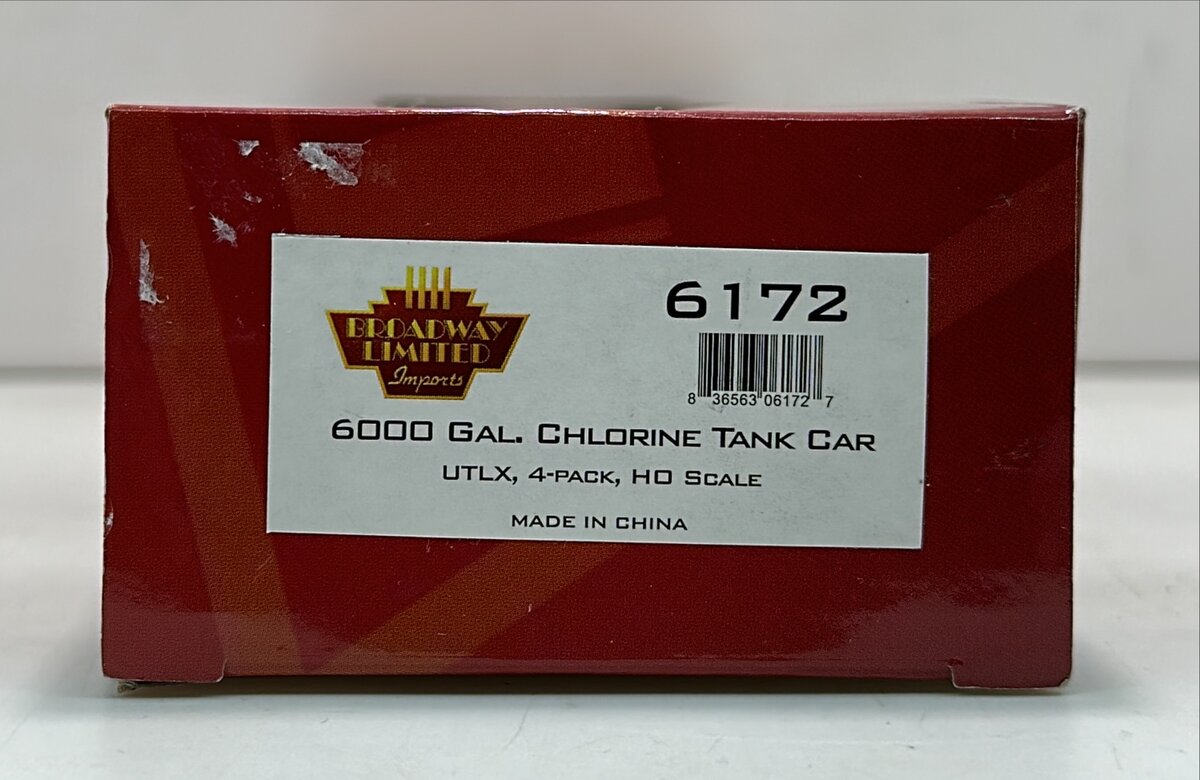 BROADWAY
LIMITED
Imports
6172
8 36563 06172 7
6000 GAL. CHLORINE TANK CAR
UTLX, 4-PACK, HO SCALE
MADE IN CHINA